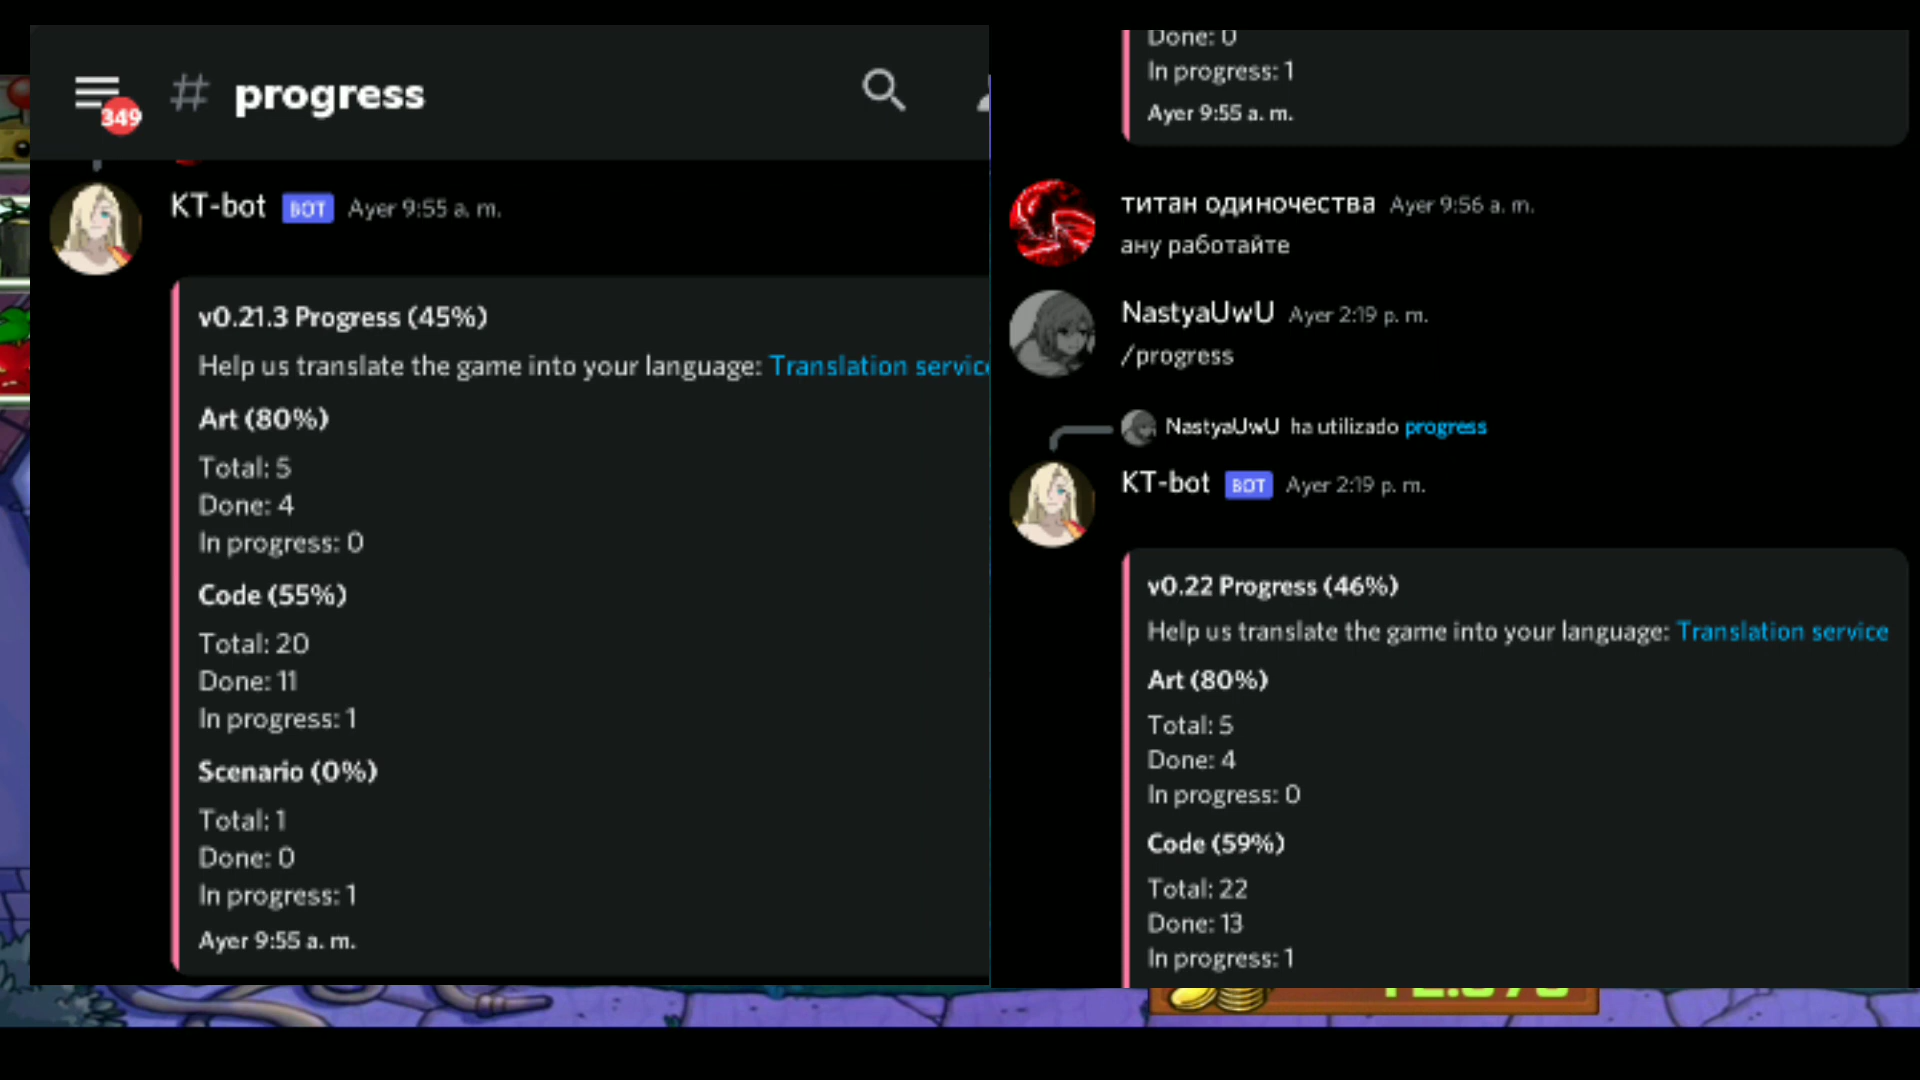 349
# progress
KT-bot BOT Ayer 9:55 a. m.
v0.21.3 Progress (45%)
Help us translate the game into your language: Translation servic
Art (80%)
Total: 5
Done: 4
In progress: 0
Code (55%)
Total: 20
Done: 11
In progress: 1
Scenario (0%)
Total: 1
Done: 0
In progress: 1
Ayer 9:55 a. m.
Done: 0
In progress: 1
Ayer 9:55 a. m.
титан одиночества Ayer 9:56 a. m.
ану работайте
NastyaUwU Ayer 2:19 p. m.
/progress
NastyaUwU ha utilizado progress
KT-bot BOT Ayer 2:19 p. m.
v0.22 Progress (46%)
Help us translate the game into your language: Translation service
Art (80%)
Total: 5
Done: 4
In progress: 0
Code (59%)
Total: 22
Done: 13
In progress: 1